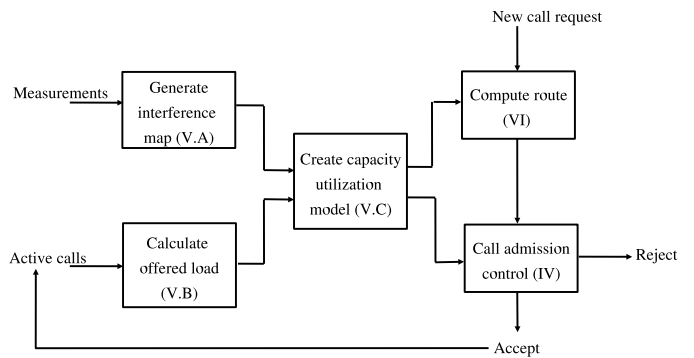 New call request
Measurements
Generate
interference
map (V.A)
Compute route
(VI)
Create capacity
utilization
model (V.C)
Active calls
Calculate
offered load
(V.B)
Call admission
control (IV)
Reject
Accept